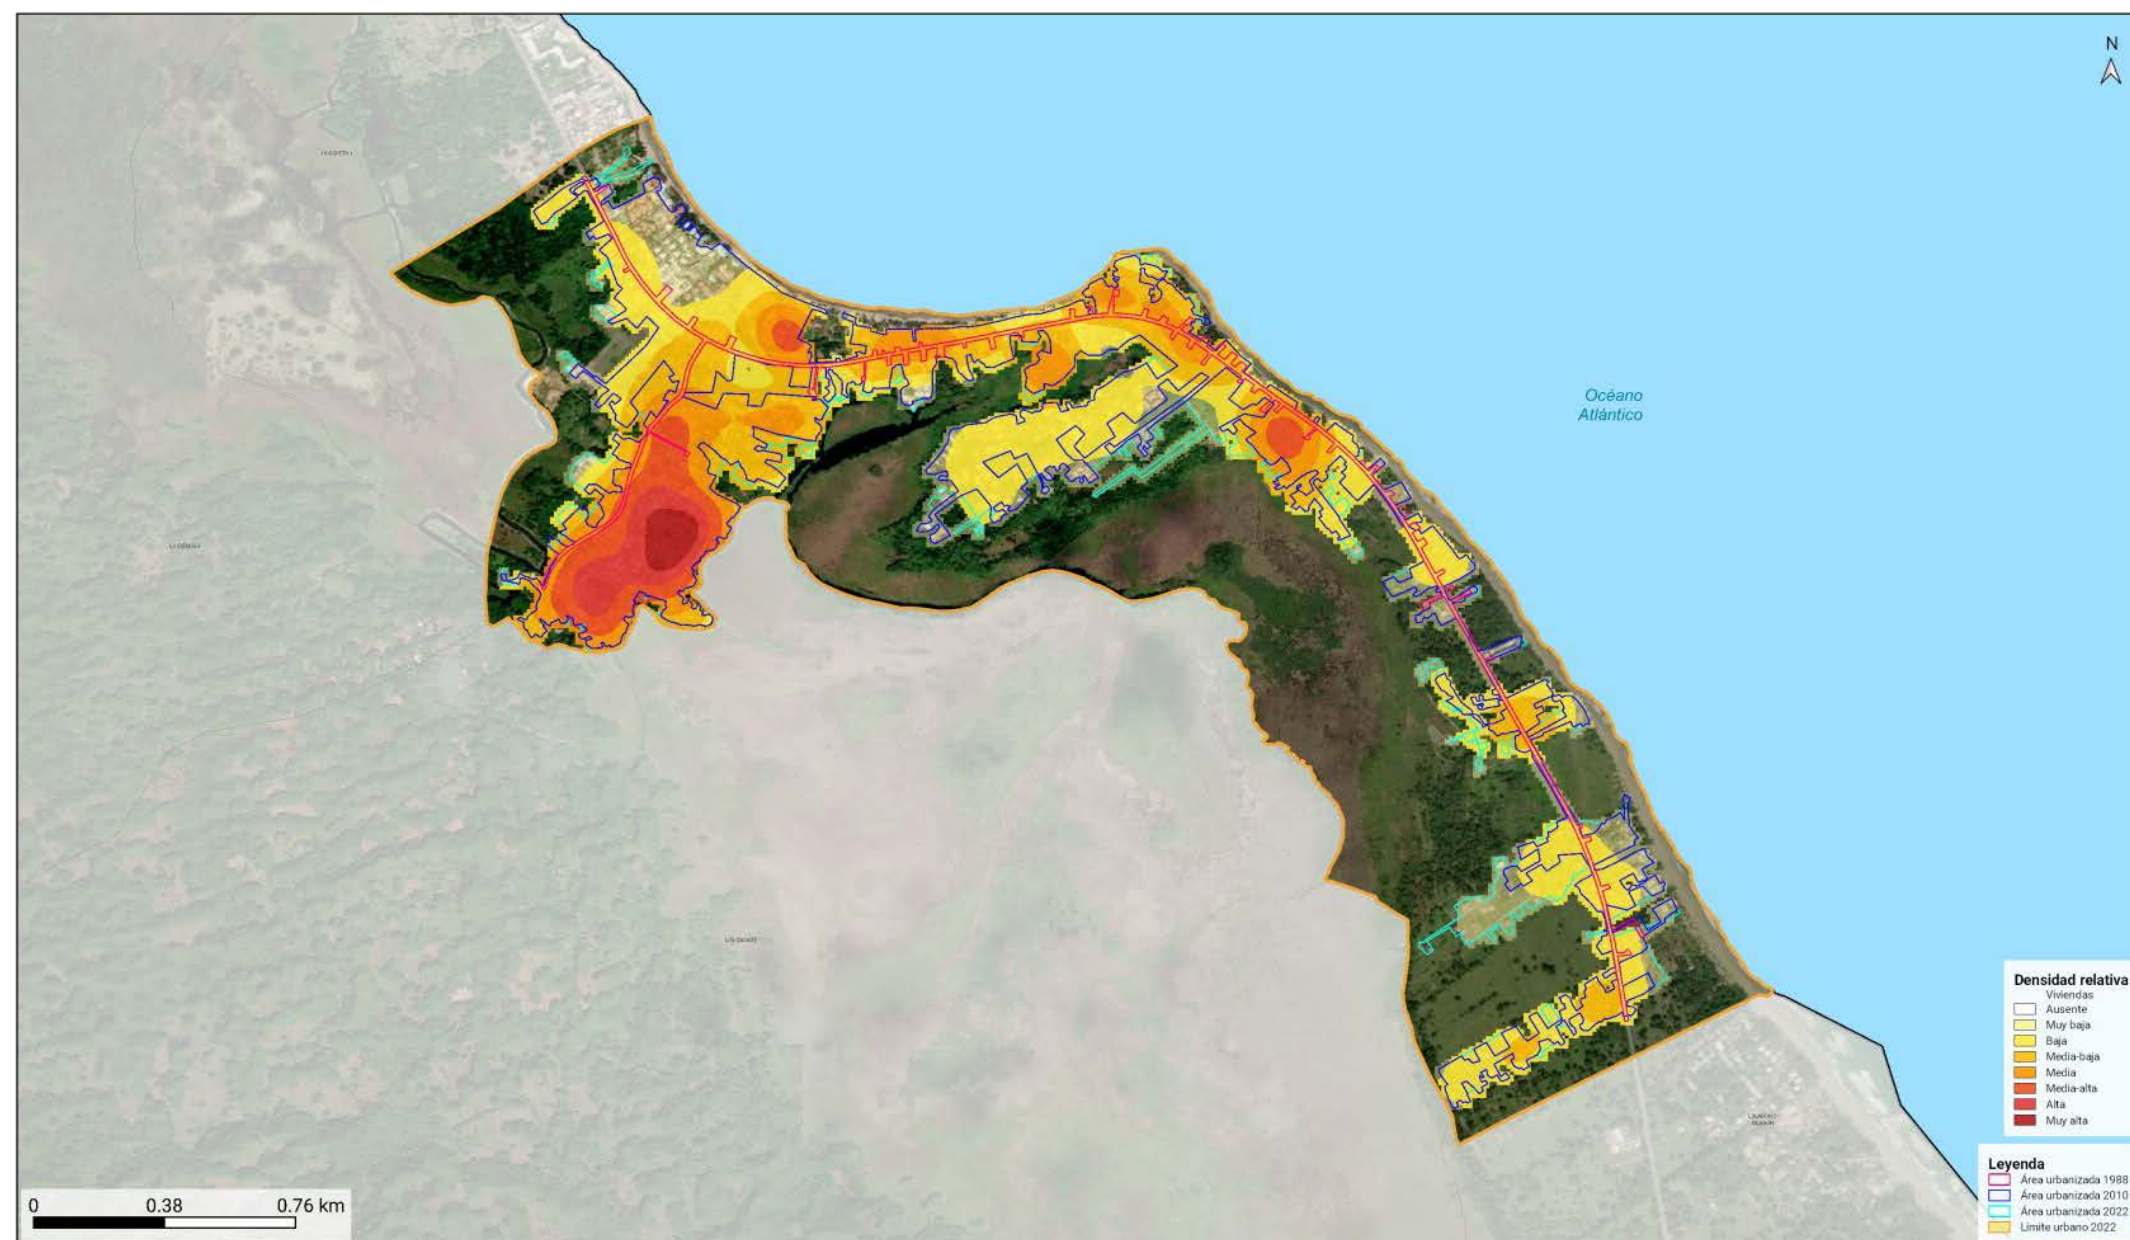 N
Océano
Atlántico
Densidad relativa
Viviendas
Ausente
Muy baja
Baja
Media-baja
Media
Media-alta
Alta
Muy alta
Leyenda
Área urbanizada 1988
Área urbanizada 2010
Área urbanizada 2022
Límite urbano 2022
0 0.38 0.76 km